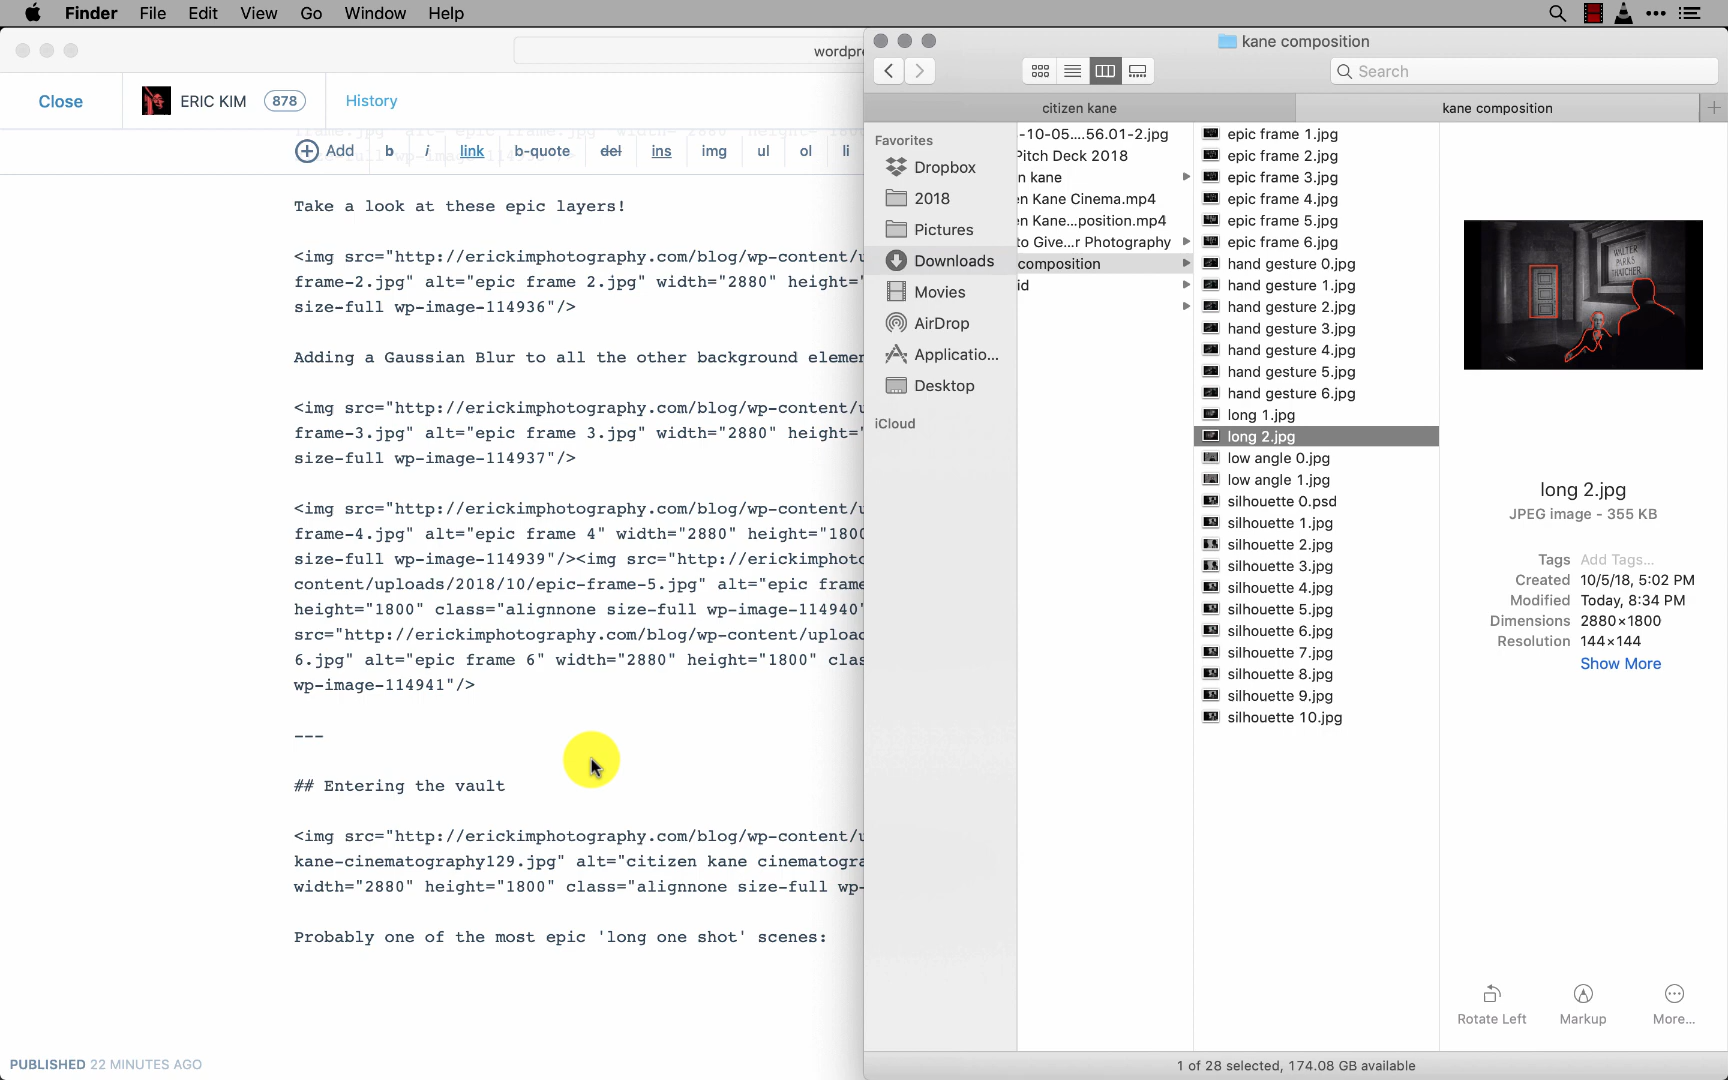 Finder File Edit View Go Window Help
wordpre
Close
ERIC KIM 878
History
Add b i link b-quote del ins img ul ol li
Take a look at these epic layers!
<img src="http://erickimphotography.com/blog/wp-content/u
frame-2.jpg" alt="epic frame 2.jpg" width="2880" height="
size-full wp-image-114936"/>
Adding a Gaussian Blur to all the other background elemen
<img src="http://erickimphotography.com/blog/wp-content/u
frame-3.jpg" alt="epic frame 3.jpg" width="2880" height="
size-full wp-image-114937"/>
<img src="http://erickimphotography.com/blog/wp-content/u
frame-4.jpg" alt="epic frame 4" width="2880" height="1800
size-full wp-image-114939"/><img src="http://erickimphoto
content/uploads/2018/10/epic-frame-5.jpg" alt="epic frame
height="1800" class="alignnone size-full wp-image-114940"
src="http://erickimphotography.com/blog/wp-content/upload
6.jpg" alt="epic frame 6" width="2880" height="1800" clas
wp-image-114941"/>
---
## Entering the vault
<img src="http://erickimphotography.com/blog/wp-content/u
kane-cinematography129.jpg" alt="citizen kane cinematogra
width="2880" height="1800" class="alignnone size-full wp-
Probably one of the most epic 'long one shot' scenes:
PUBLISHED 22 MINUTES AGO
kane composition
Search
citizen kane
kane composition
Favorites
Dropbox
2018
Pictures
Downloads
Movies
AirDrop
Applicatio...
Desktop
iCloud
-10-05....56.01-2.jpg
Pitch Deck 2018
n kane
en Kane Cinema.mp4
en Kane...position.mp4
to Give...r Photography
composition
id
epic frame 1.jpg
epic frame 2.jpg
epic frame 3.jpg
epic frame 4.jpg
epic frame 5.jpg
epic frame 6.jpg
hand gesture 0.jpg
hand gesture 1.jpg
hand gesture 2.jpg
hand gesture 3.jpg
hand gesture 4.jpg
hand gesture 5.jpg
hand gesture 6.jpg
long 1.jpg
long 2.jpg
low angle 0.jpg
low angle 1.jpg
silhouette 0.psd
silhouette 1.jpg
silhouette 2.jpg
silhouette 3.jpg
silhouette 4.jpg
silhouette 5.jpg
silhouette 6.jpg
silhouette 7.jpg
silhouette 8.jpg
silhouette 9.jpg
silhouette 10.jpg
WALTER
PARKS
THATCHER
long 2.jpg
JPEG image - 355 KB
Tags Add Tags...
Created 10/5/18, 5:02 PM
Modified Today, 8:34 PM
Dimensions 2880×1800
Resolution 144×144
Show More
Rotate Left
Markup
More...
1 of 28 selected, 174.08 GB available